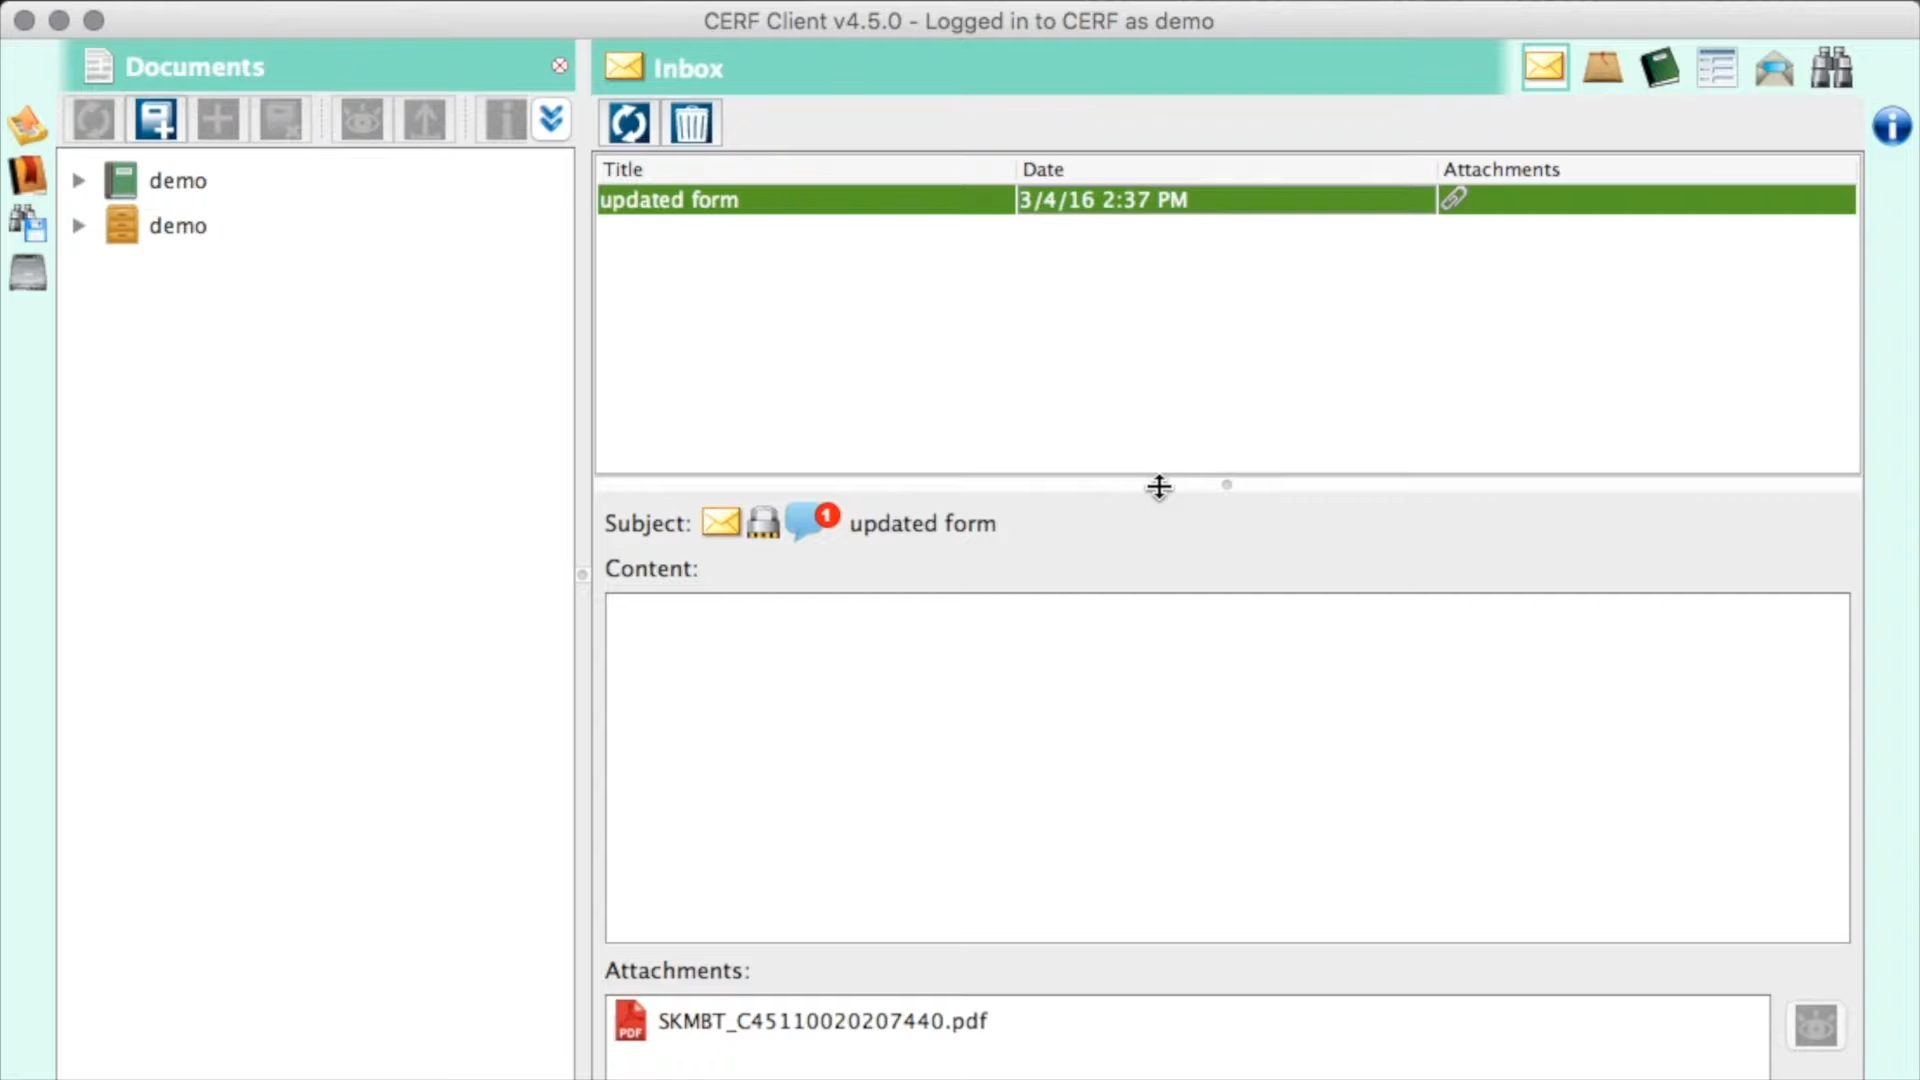 CERF Client v4.5.0 - Logged in to CERF as demo
Documents
Inbox
demo
demo
Title Date Attachments
updated form 3/4/16 2:37 PM
Subject: 1 updated form
Content:
Attachments:
PDF SKMBT_C45110020207440.pdf